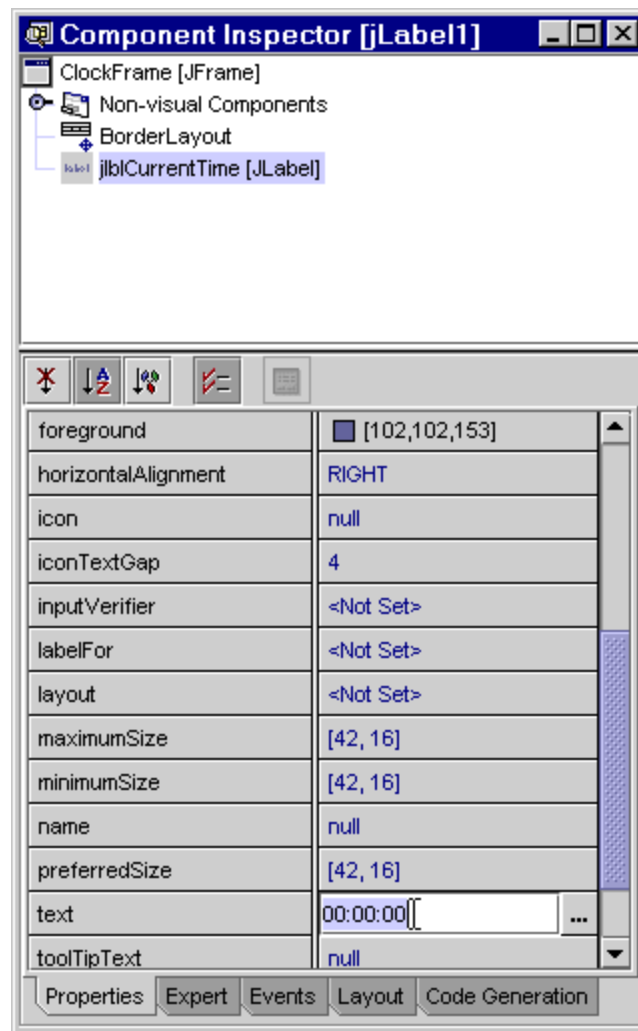 Component Inspector [jLabel1]
ClockFrame [JFrame]
Non-visual Components
BorderLayout
label jlblCurrentTime [JLabel]
foreground [102,102,153]
horizontalAlignment RIGHT
icon null
iconTextGap 4
inputVerifier <Not Set>
labelFor <Not Set>
layout <Not Set>
maximumSize [42, 16]
minimumSize [42, 16]
name null
preferredSize [42, 16]
text 00:00:00 ...
toolTipText null
Properties Expert Events Layout Code Generation